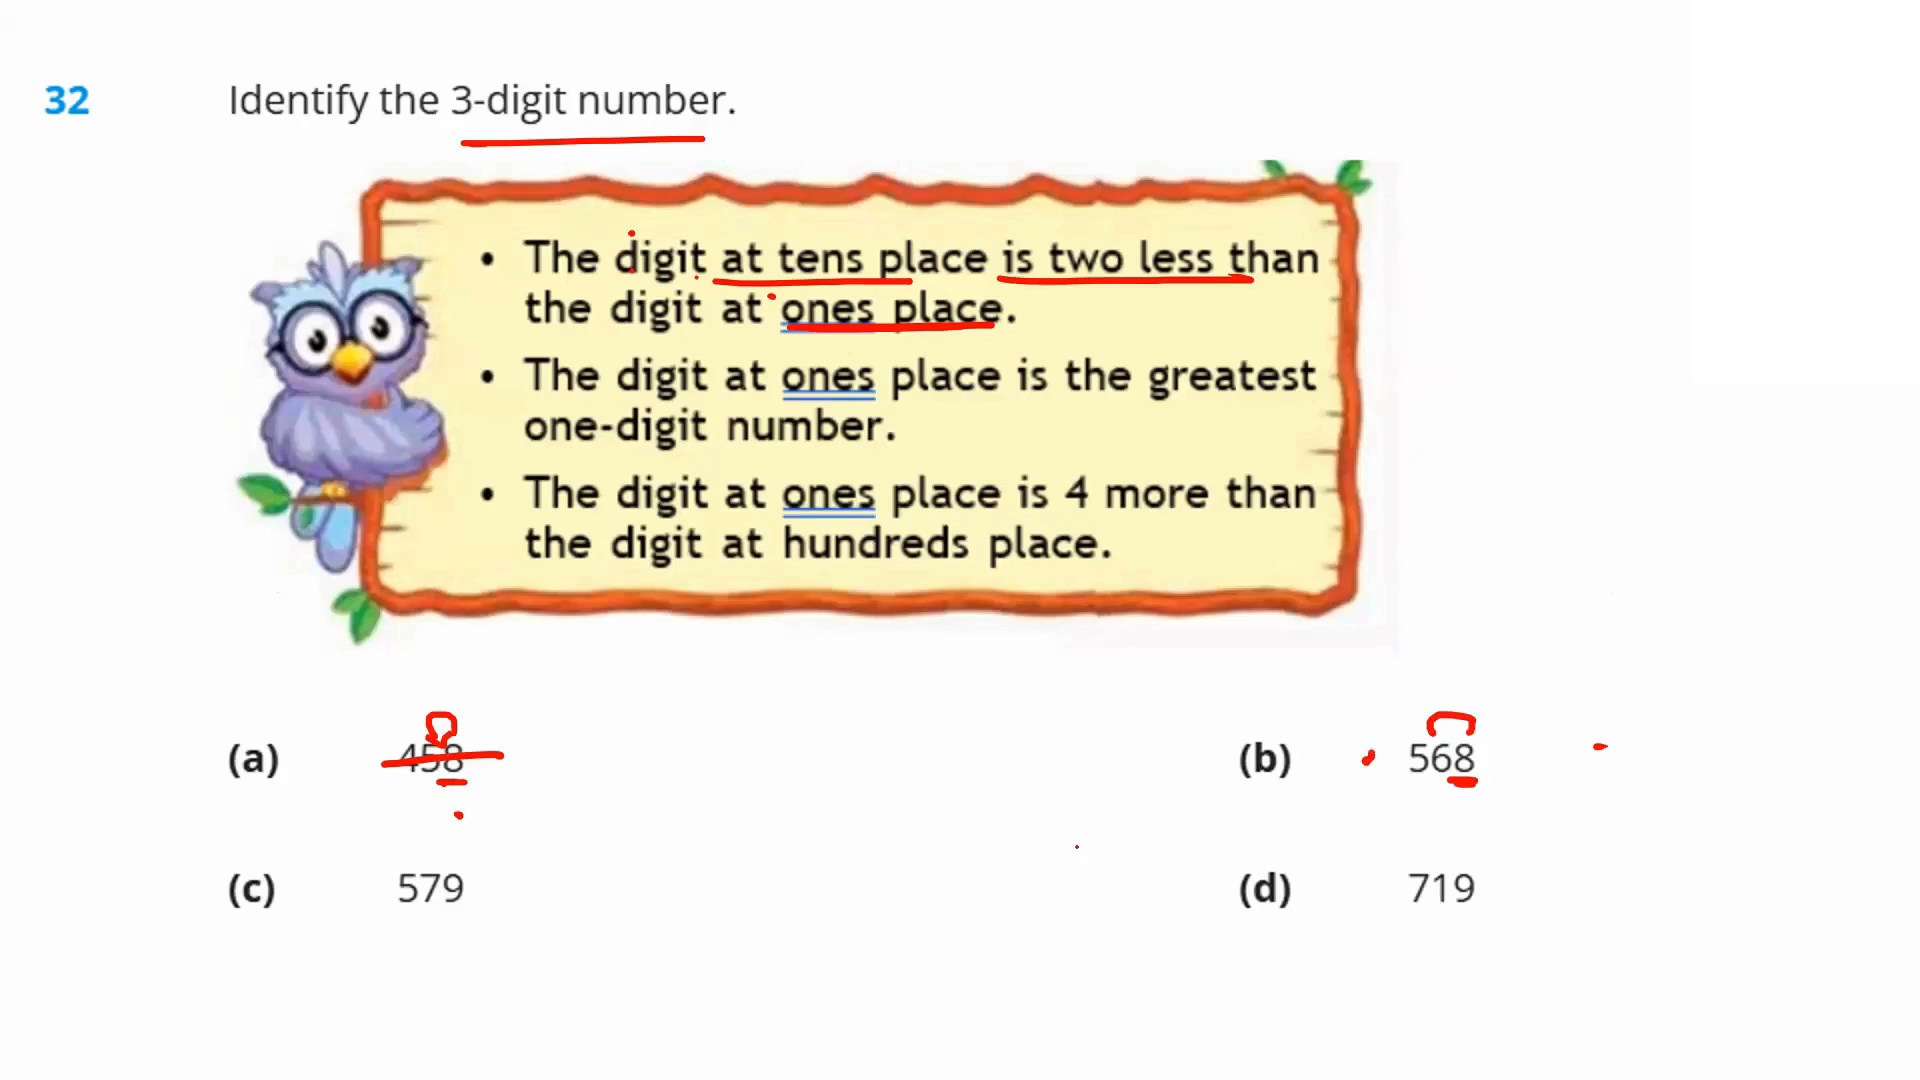 32 Identify the 3-digit number.
• The digit at tens place is two less than
the digit at ones place.
• The digit at ones place is the greatest
one-digit number.
• The digit at ones place is 4 more than
the digit at hundreds place.
(a) 458 (b) 568
(c) 579 (d) 719